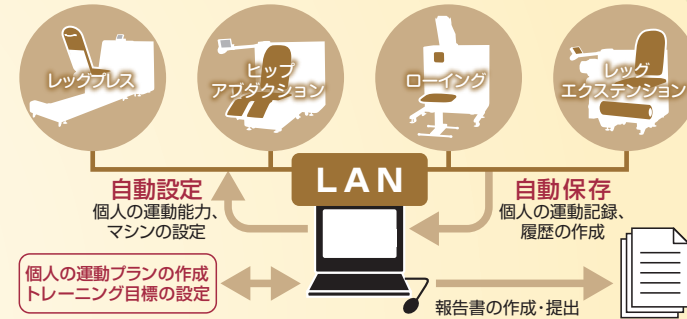 レッグプレス
ヒップ
アブダクション
ローイング
レッグ
エクステンション
LAN
自動設定
個人の運動能力、
マシンの設定
自動保存
個人の運動記録、
履歴の作成
個人の運動プランの作成
トレーニング目標の設定
報告書の作成・提出